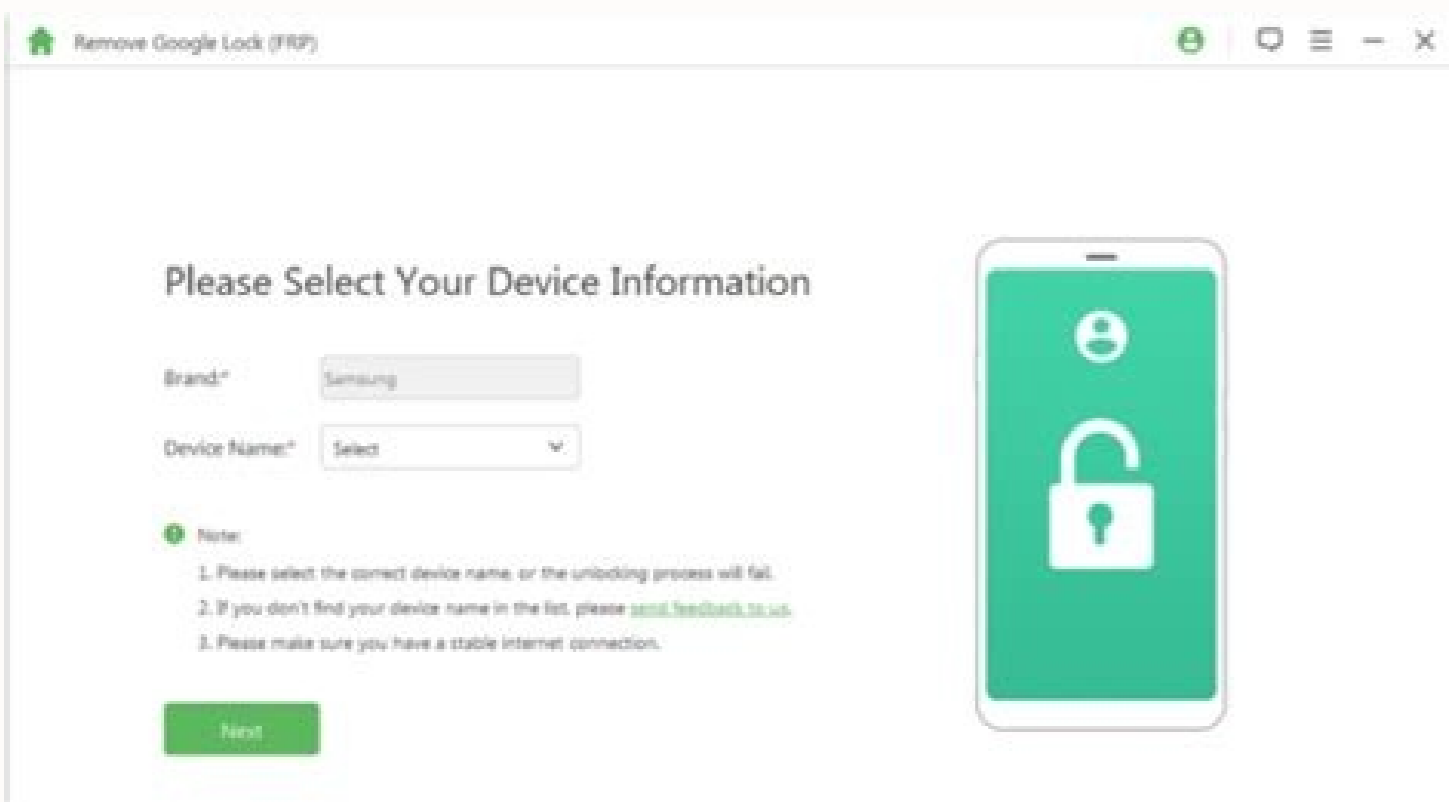 Remove Google Lock (FRP)
Please Select Your Device Information
Brand:* Samsung
Device Name:* Select
Note:
1. Please select the correct device name, or the unlocking process will fail.
2. If you don't find your device name in the list, please send feedback to us.
3. Please make sure you have a stable internet connection.
Next